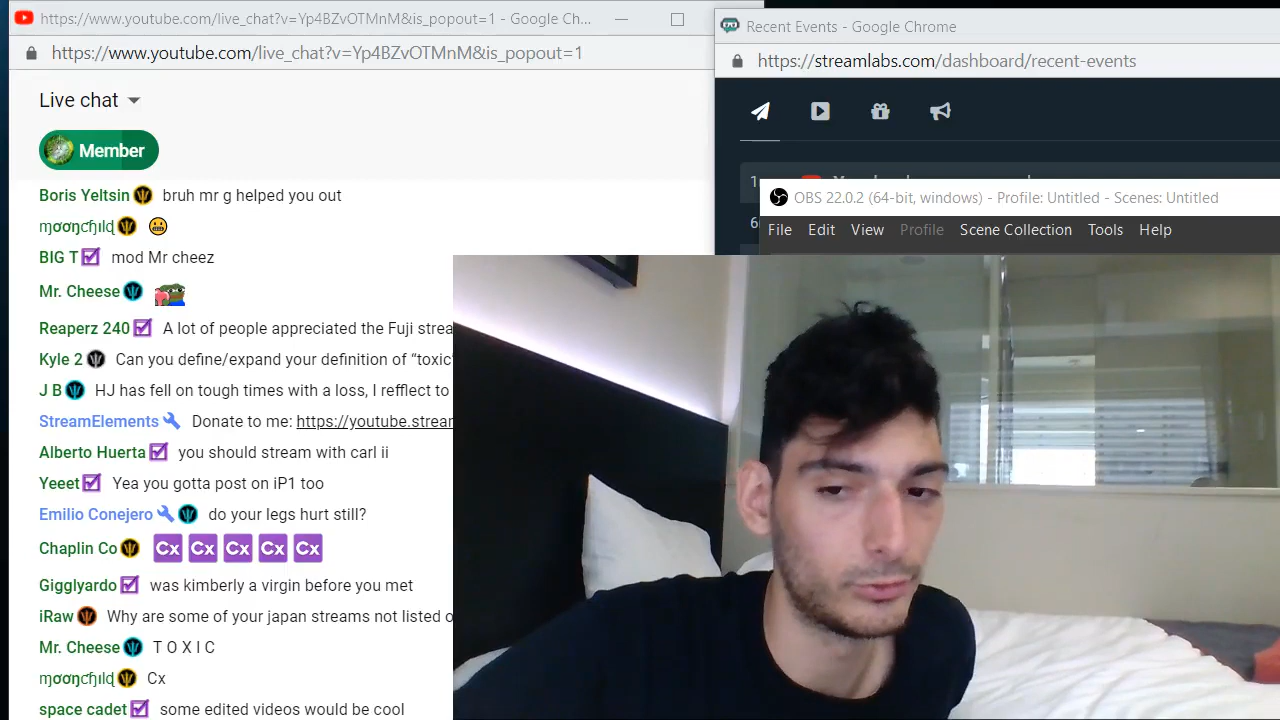 https://www.youtube.com/live_chat?v=Yp4BZvOTMnM&is_popout=1 - Google Ch...
https://www.youtube.com/live_chat?v=Yp4BZvOTMnM&is_popout=1
Live chat
Member
Boris Yeltsin bruh mr g helped you out
ɱơơŋƈɧıƖɖ
BIG T mod Mr cheez
Mr. Cheese
Reaperz 240 A lot of people appreciated the Fuji strea
Kyle 2 Can you define/expand your definition of “toxic
J B HJ has fell on tough times with a loss, I refflect to
StreamElements Donate to me: https://youtube.strear
Alberto Huerta you should stream with carl ii
Yeeet Yea you gotta post on iP1 too
Emilio Conejero do your legs hurt still?
Chaplin Co Cx Cx Cx Cx Cx
Gigglyardo was kimberly a virgin before you met
iRaw Why are some of your japan streams not listed o
Mr. Cheese T O X I C
ɱơơŋƈɧıƖɖ Cx
space cadet some edited videos would be cool
Recent Events - Google Chrome
https://streamlabs.com/dashboard/recent-events
1
6
OBS 22.0.2 (64-bit, windows) - Profile: Untitled - Scenes: Untitled
File Edit View Profile Scene Collection Tools Help